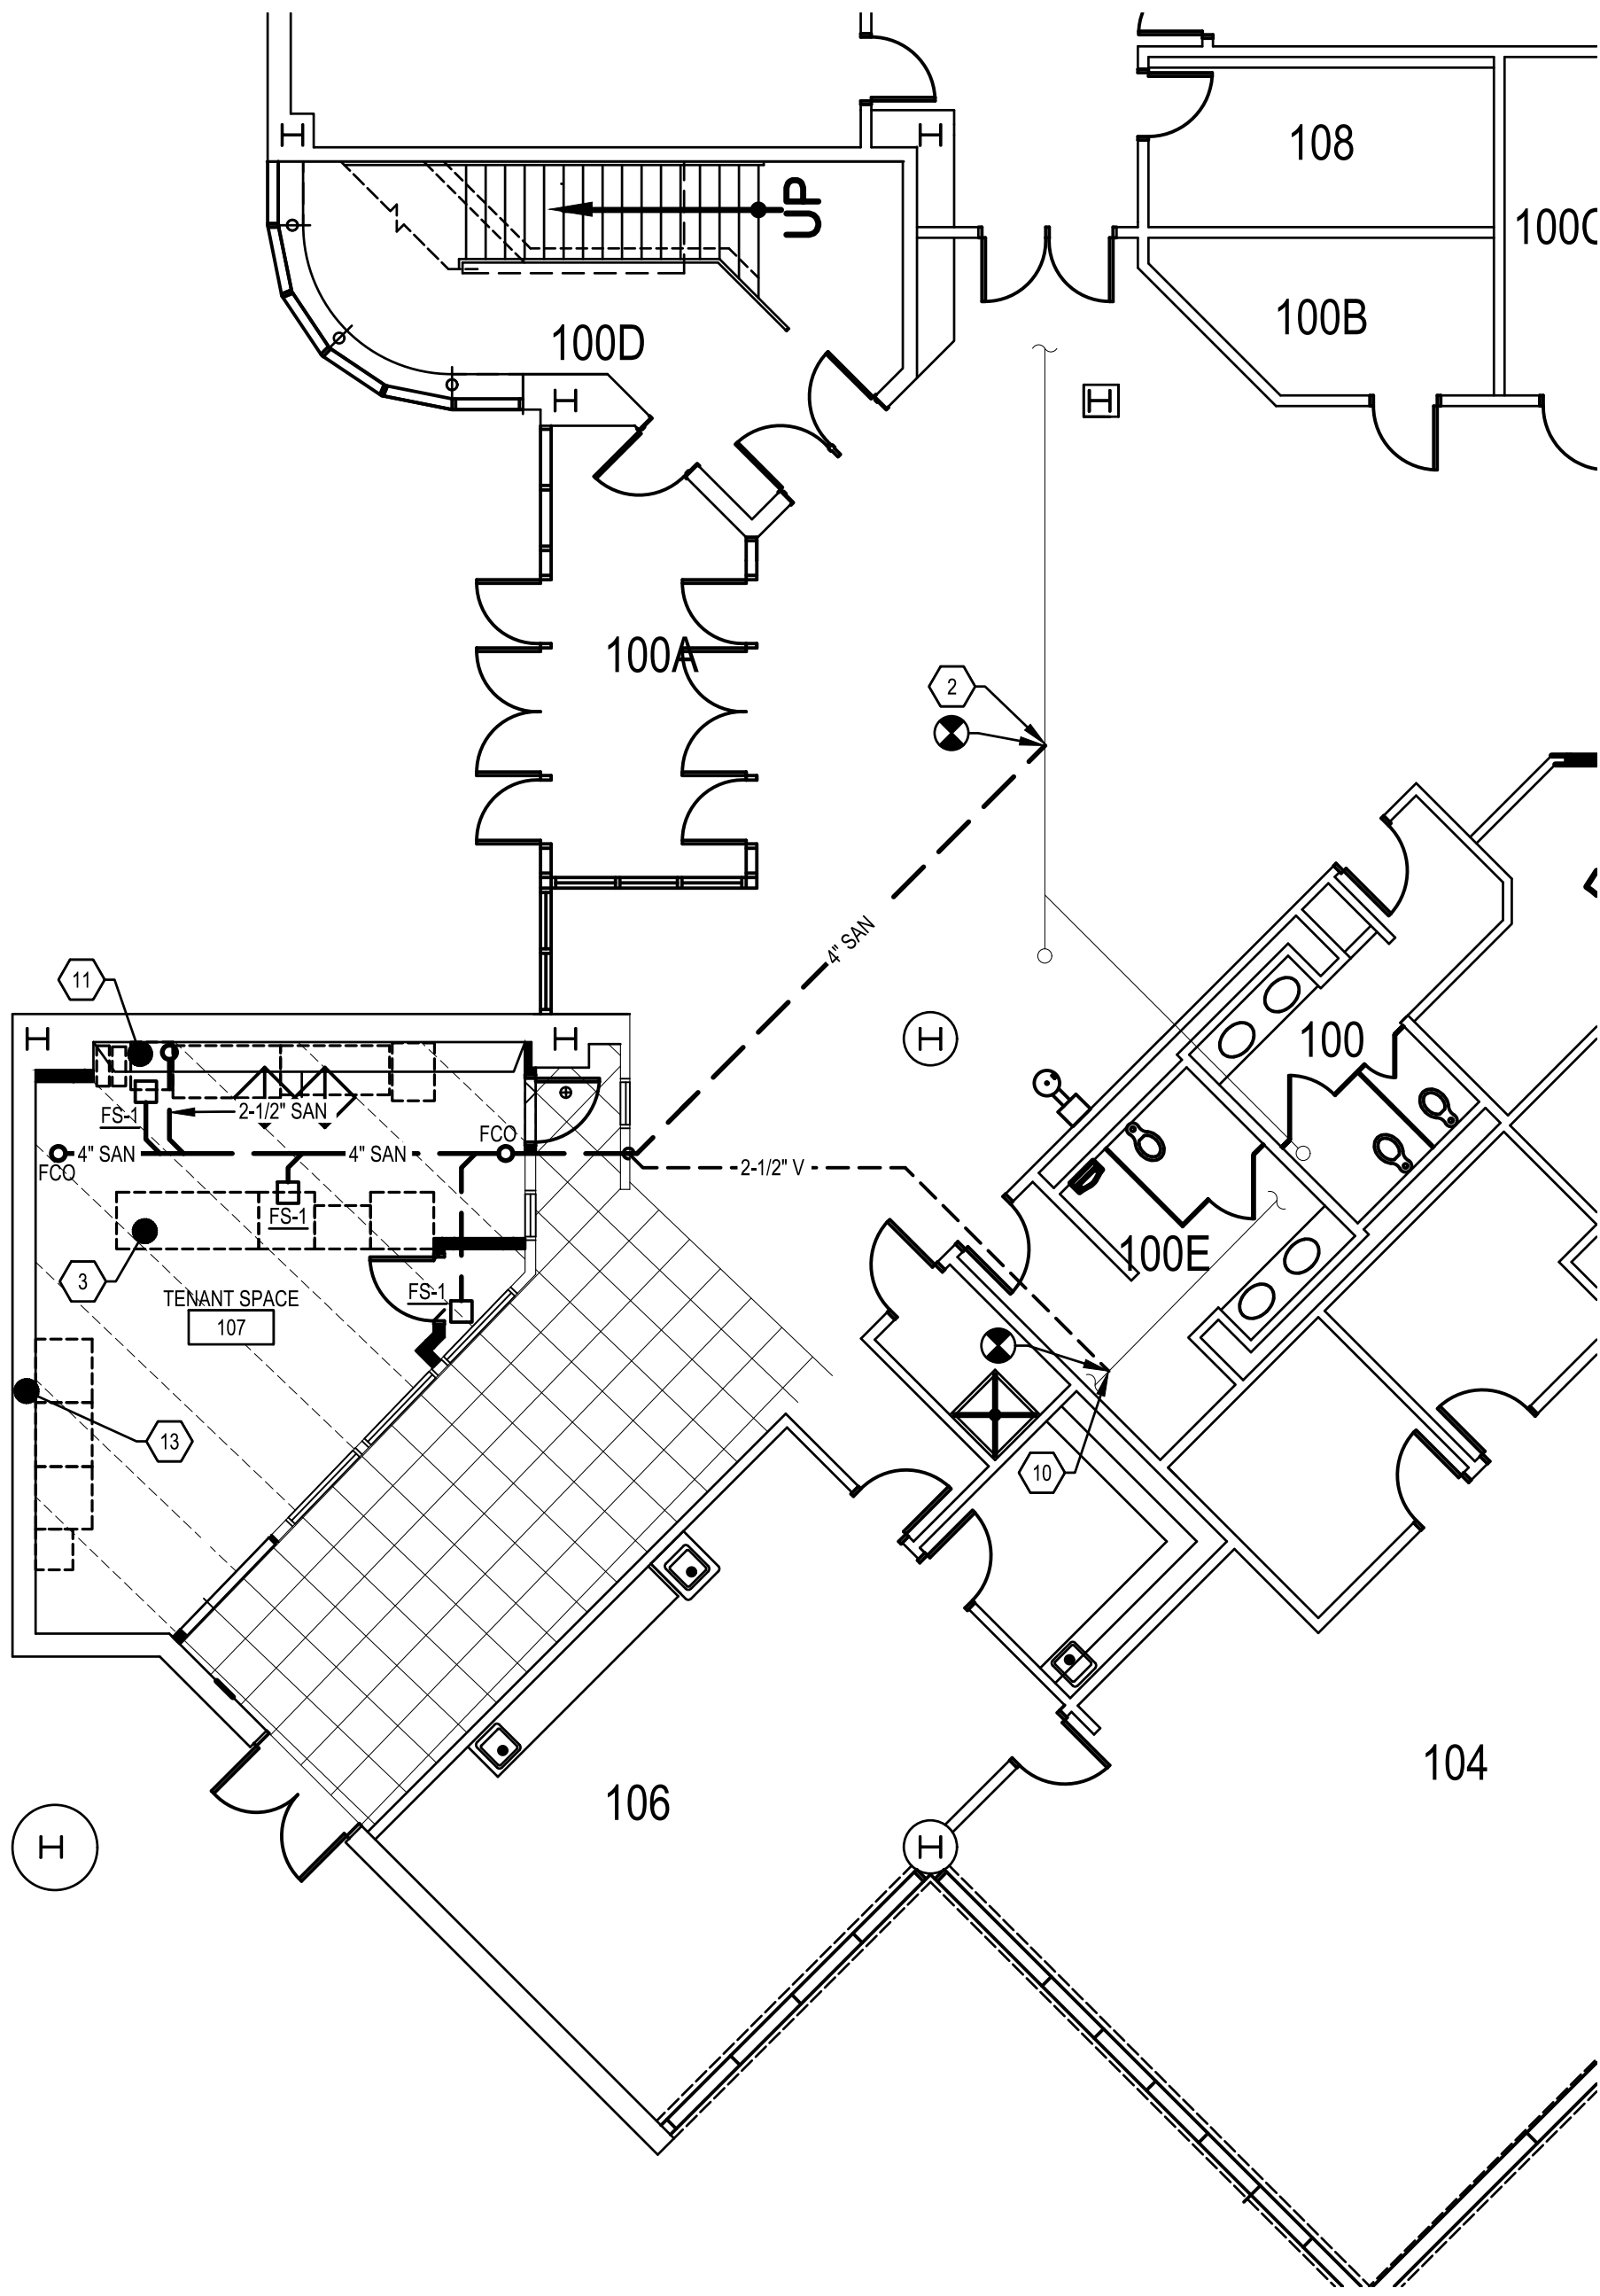 108
100C
UP
100B
100D
100A
2
4" SAN
11
100
FS-1
2-1/2" SAN
FCO
4" SAN
4" SAN
FCO
2-1/2" V
FS-1
100E
3
FS-1
TENANT SPACE
107
13
10
106
104